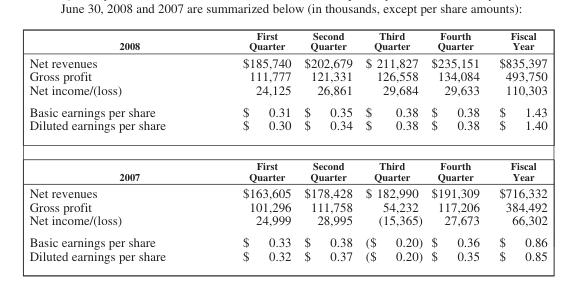 June 30, 2008 and 2007 are summarized below (in thousands, except per share amounts):
2008 First Quarter Second Quarter Third Quarter Fourth Quarter Fiscal Year
Net revenues $185,740 $202,679 $ 211,827 $235,151 $835,397
Gross profit 111,777 121,331 126,558 134,084 493,750
Net income/(loss) 24,125 26,861 29,684 29,633 110,303
Basic earnings per share $ 0.31 $ 0.35 $ 0.38 $ 0.38 $ 1.43
Diluted earnings per share $ 0.30 $ 0.34 $ 0.38 $ 0.38 $ 1.40
2007 First Quarter Second Quarter Third Quarter Fourth Quarter Fiscal Year
Net revenues $163,605 $178,428 $ 182,990 $191,309 $716,332
Gross profit 101,296 111,758 54,232 117,206 384,492
Net income/(loss) 24,999 28,995 (15,365) 27,673 66,302
Basic earnings per share $ 0.33 $ 0.38 ($ 0.20) $ 0.36 $ 0.86
Diluted earnings per share $ 0.32 $ 0.37 ($ 0.20) $ 0.35 $ 0.85